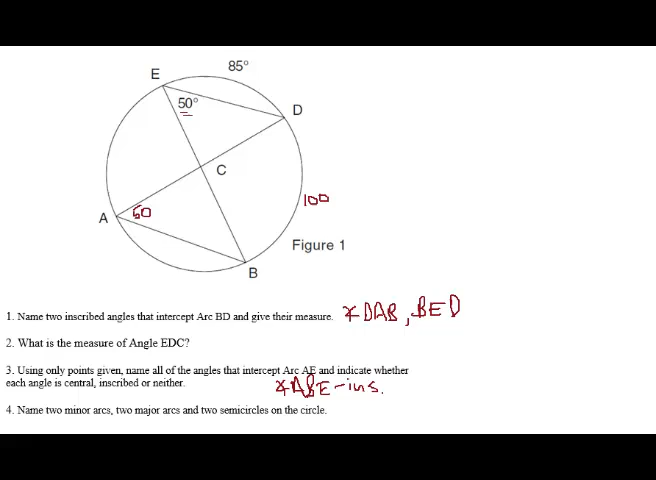 85°
E
50°
D
C
100
A
50
Figure 1
B
1. Name two inscribed angles that intercept Arc BD and give their measure. ∠DAB, BED
2. What is the measure of Angle EDC?
3. Using only points given, name all of the angles that intercept Arc AE and indicate whether
each angle is central, inscribed or neither. ∠ABE - ins.
4. Name two minor arcs, two major arcs and two semicircles on the circle.